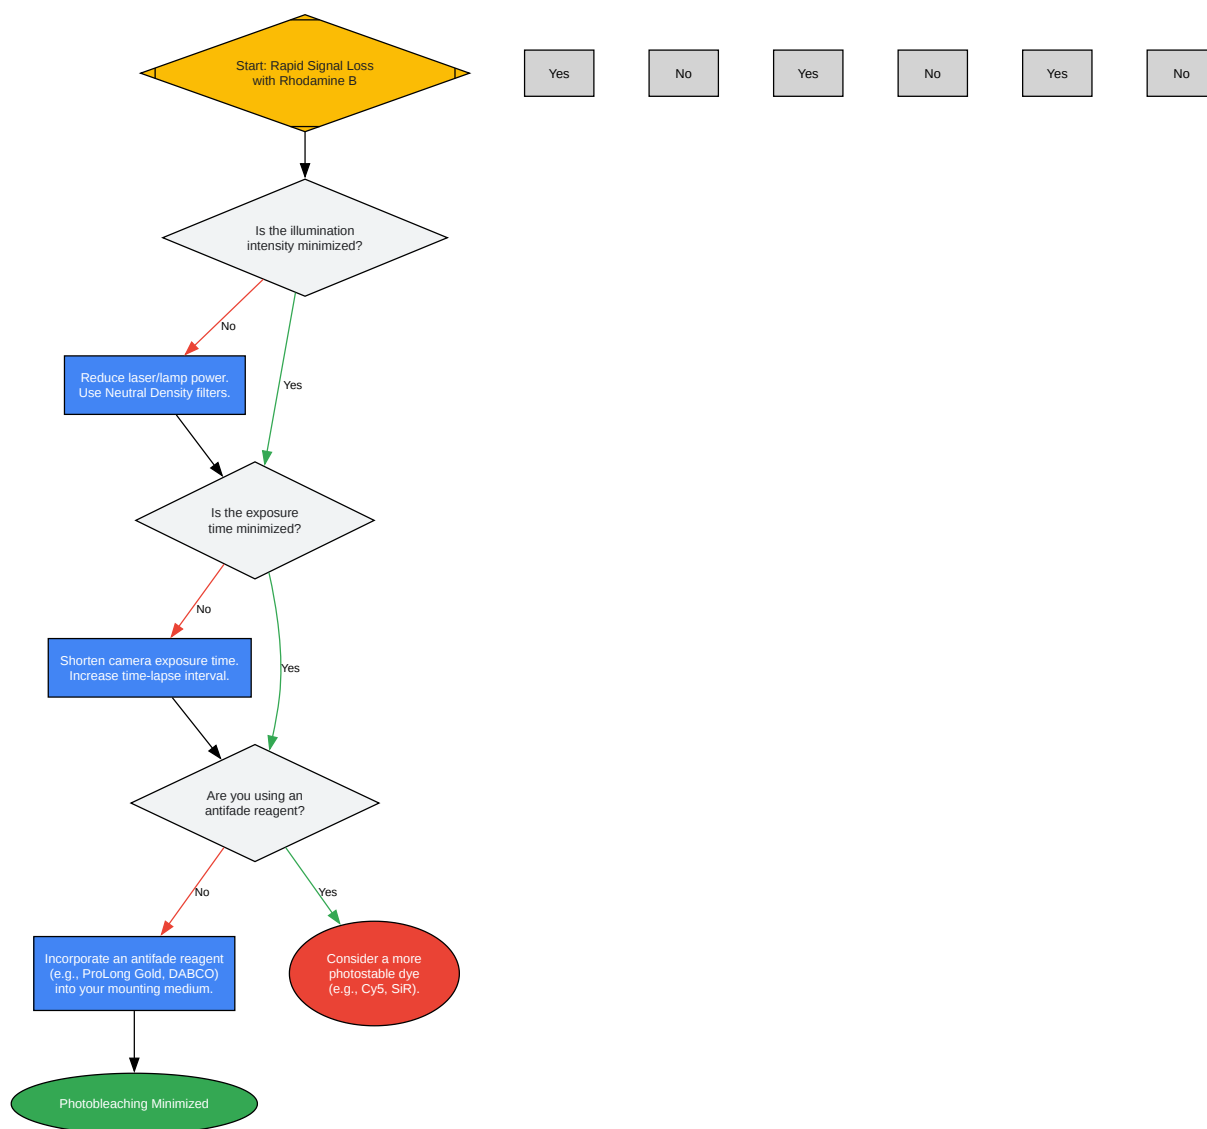 Start: Rapid Signal Loss
with Rhodamine B
Yes
No
Yes
No
Yes
No
Is the illumination
intensity minimized?
No
Yes
Reduce laser/lamp power.
Use Neutral Density filters.
Is the exposure
time minimized?
No
Yes
Shorten camera exposure time.
Increase time-lapse interval.
Are you using an
antifade reagent?
No
Yes
Incorporate an antifade reagent
(e.g., ProLong Gold, DABCO)
into your mounting medium.
Consider a more
photostable dye
(e.g., Cy5, SiR).
Photobleaching Minimized